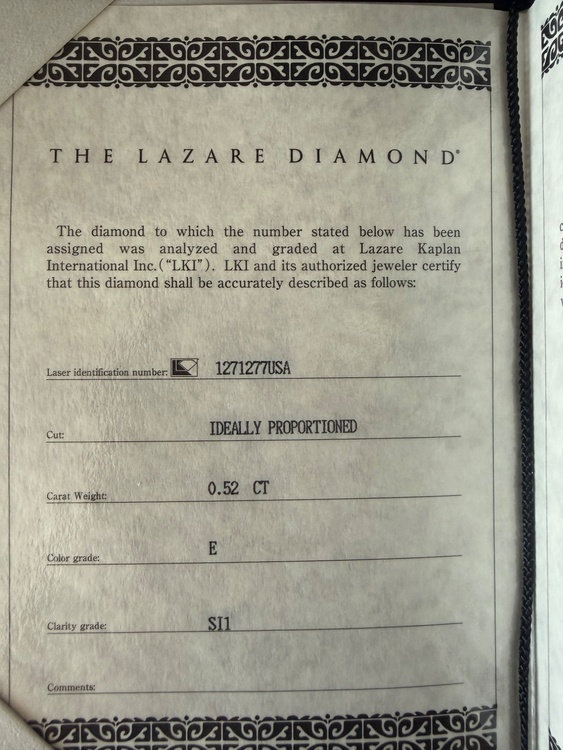 THE LAZARE DIAMOND®
The diamond to which the number stated below has been
assigned was analyzed and graded at Lazare Kaplan
International Inc.("LKI"). LKI and its authorized jeweler certify
that this diamond shall be accurately described as follows:
Laser identification number: 1271277USA
Cut: IDEALLY PROPORTIONED
Carat Weight: 0.52 CT
Color grade: E
Clarity grade: SI1
Comments: